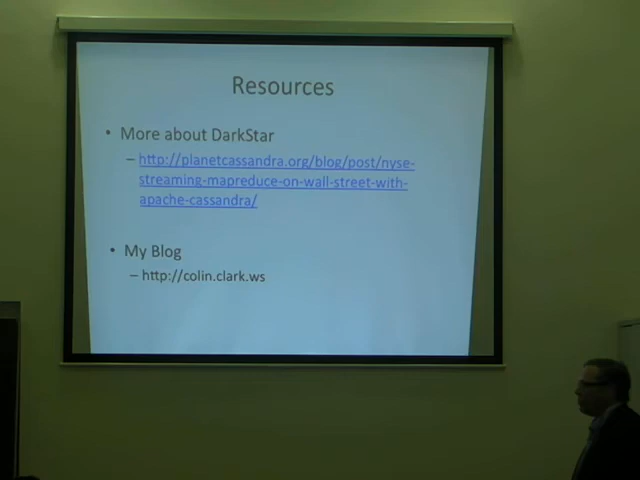 Resources
• More about DarkStar
– http://planetcassandra.org/blog/post/nyse-
streaming-mapreduce-on-wall-street-with-
apache-cassandra/
• My Blog
– http://colin.clark.ws